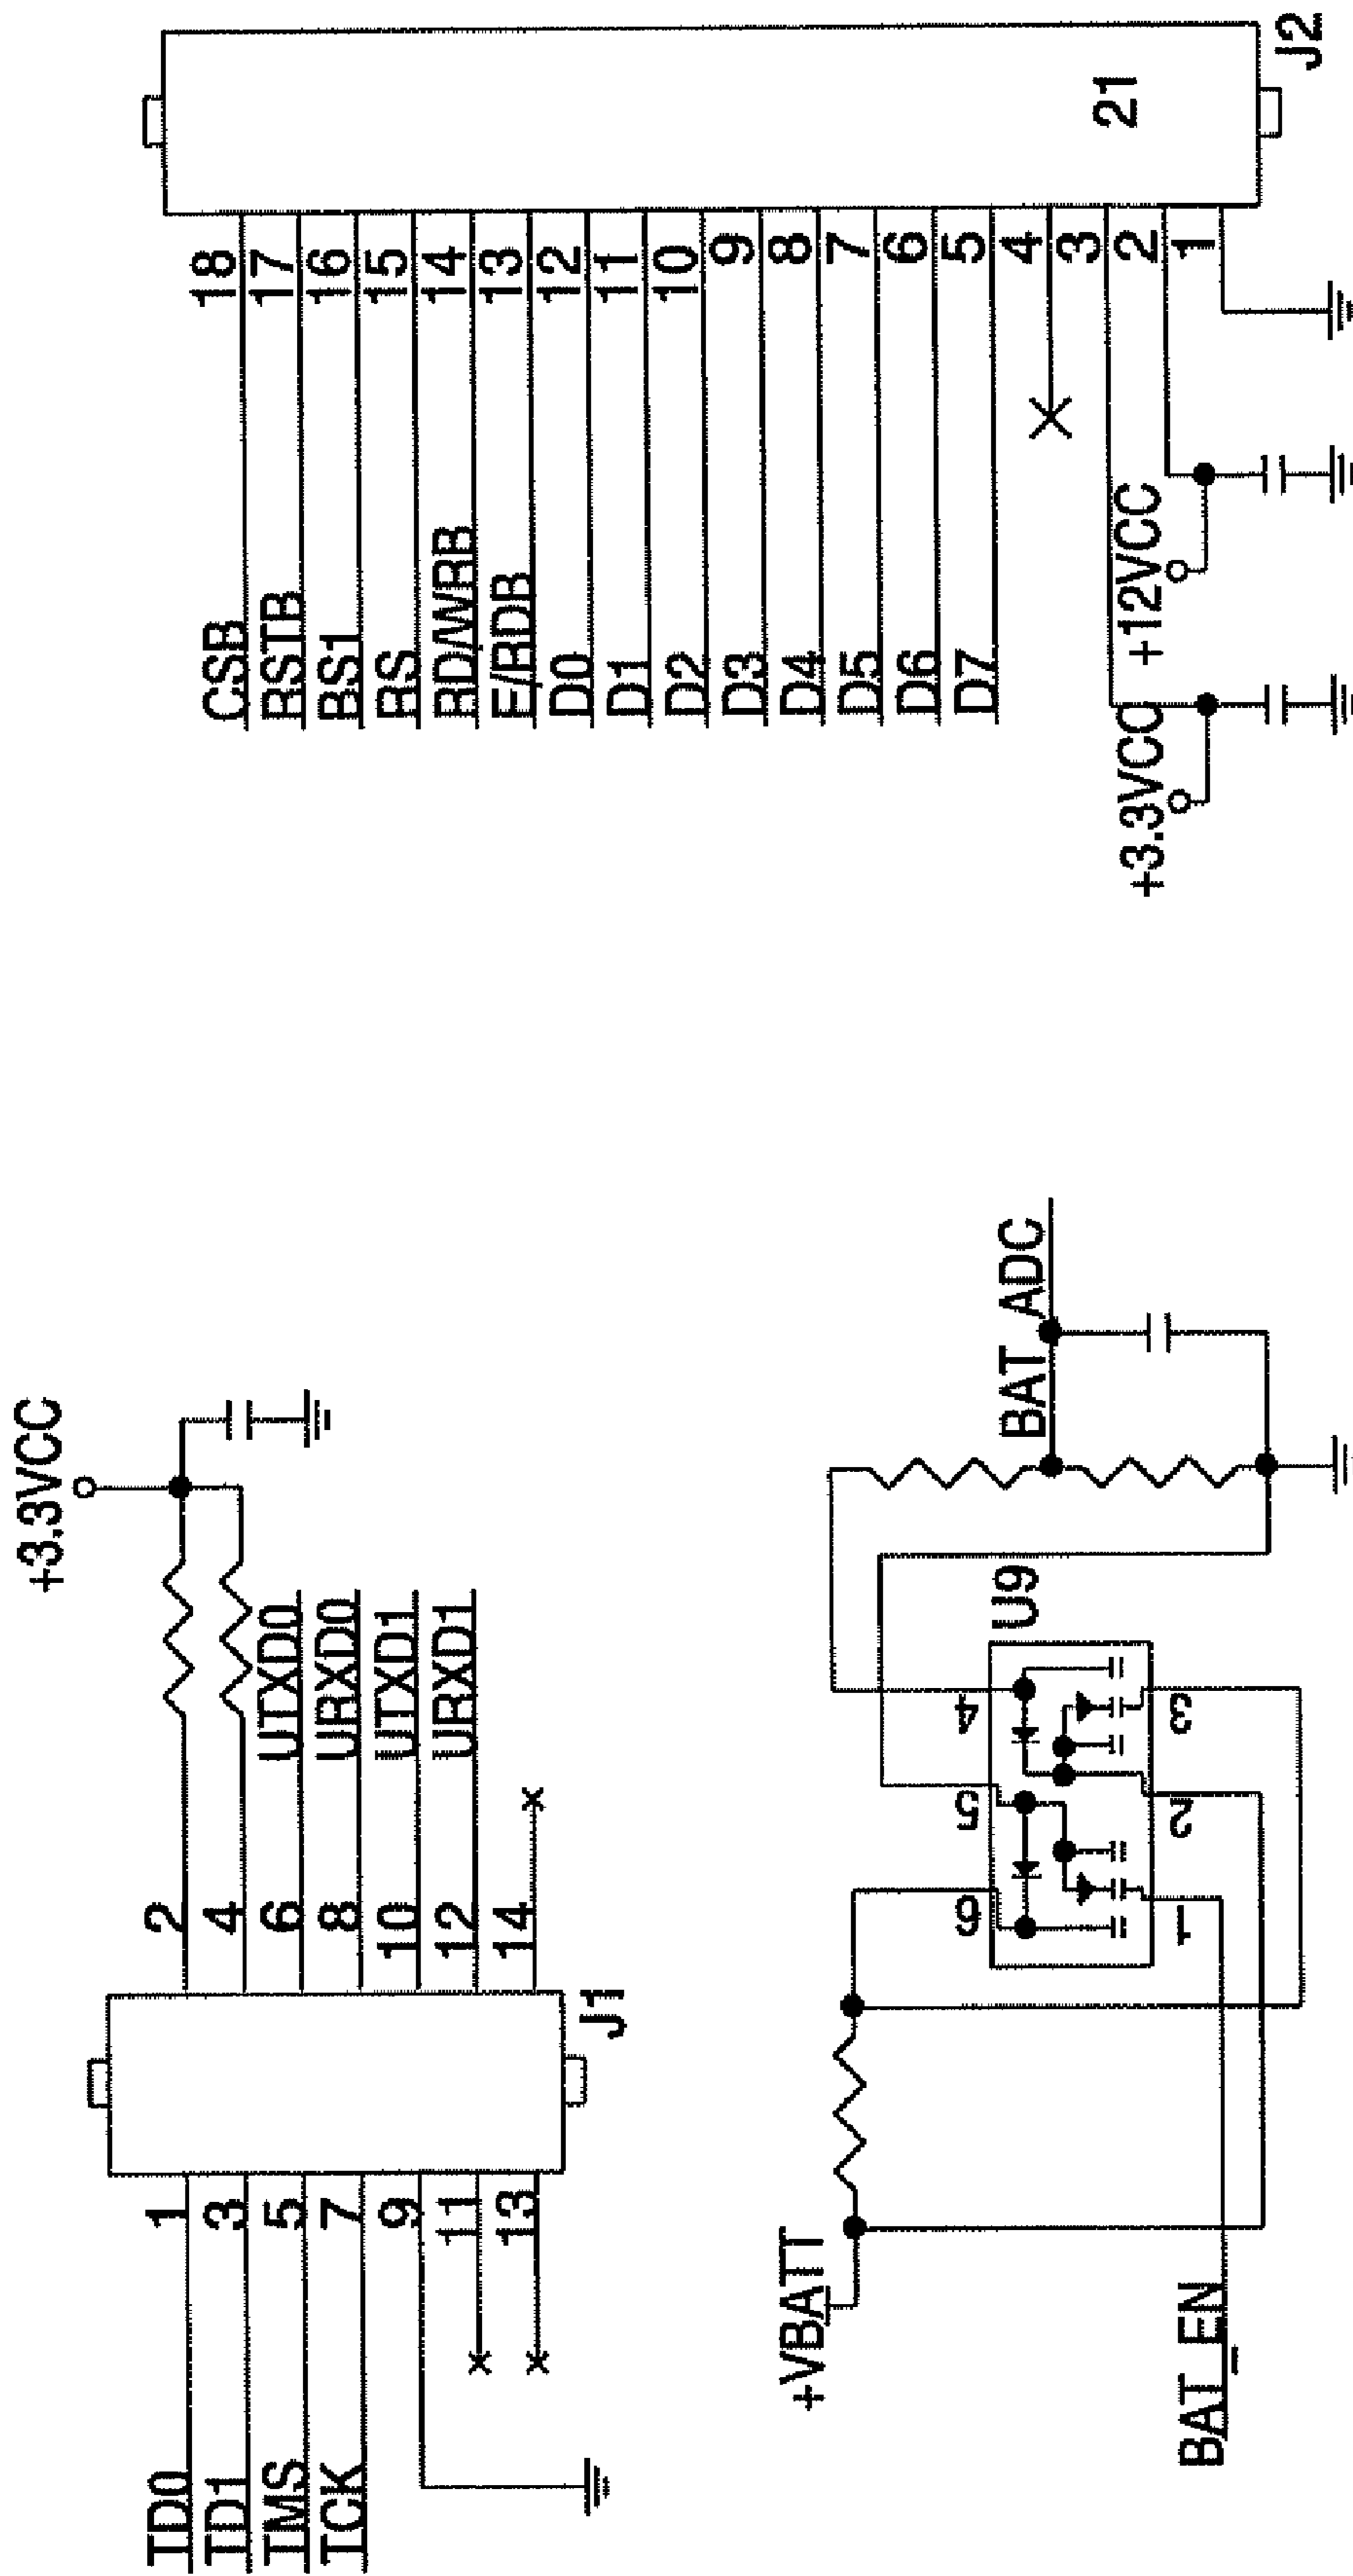 +3.3VCC
TD0 1
TD1 3
TMS 5
TCK 7
9
11
13
2
4
6 UTXD0
8 URXD0
10 UTXD1
12 URXD1
14
J1
+VBATT
BAT_EN
6
5
4
1
2
3
U9
BAT_ADC
CSB 18
RSTB 17
BS1 16
RS 15
RD/WRB 14
E/RDB 13
D0 12
D1 11
D2 10
D3 9
D4 8
D5 7
D6 6
D7 5
4
3
2
1
+3.3VCC
+12VCC
21
J2